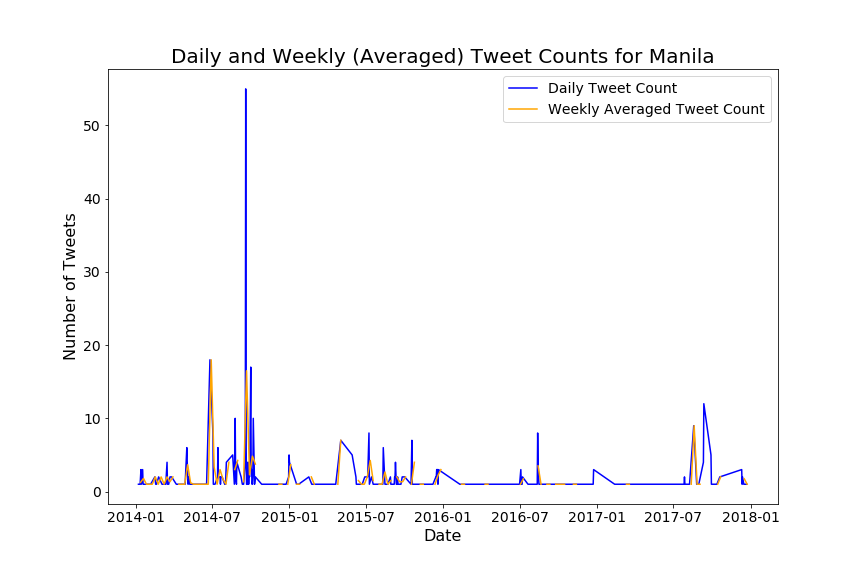 Daily and Weekly (Averaged) Tweet Counts for Manila
Daily Tweet Count
Weekly Averaged Tweet Count
Number of Tweets
50
40
30
20
10
0
2014-01 2014-07 2015-01 2015-07 2016-01 2016-07 2017-01 2017-07 2018-01
Date